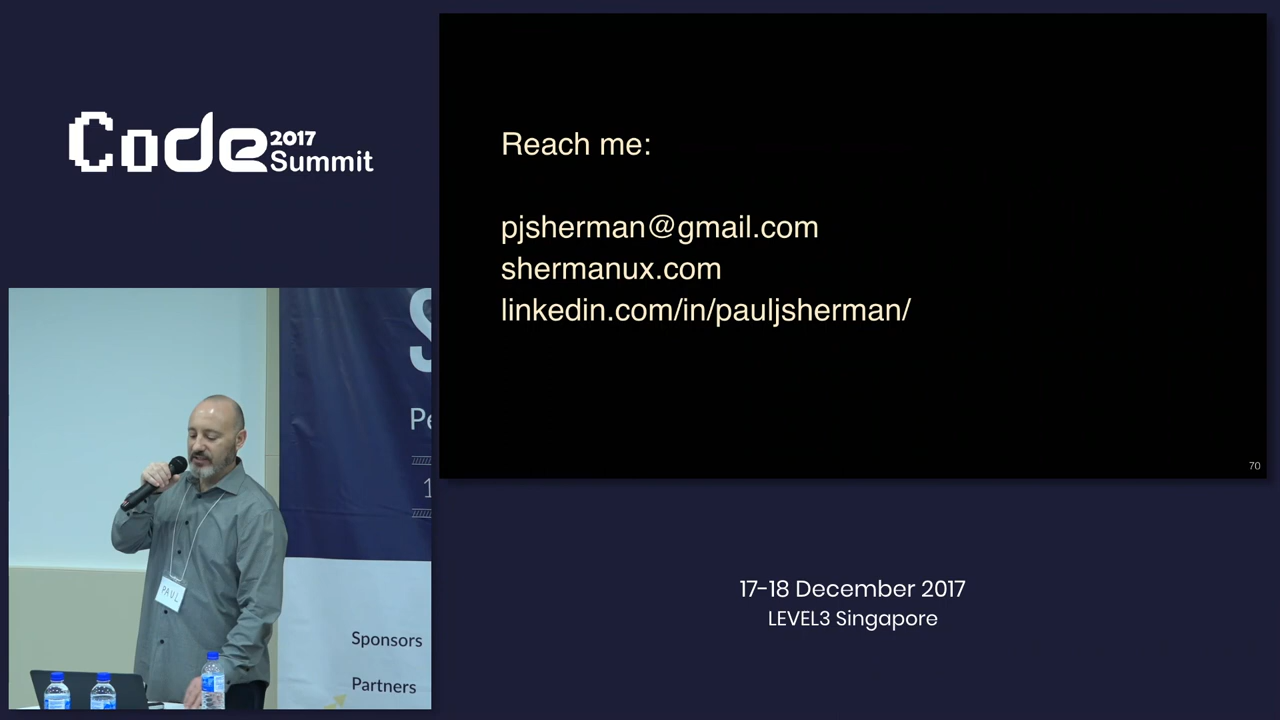 Code 2017 Summit
Reach me:
pjsherman@gmail.com
shermanux.com
linkedin.com/in/pauljsherman/
70
PAUL
Sponsors
Partners
17-18 December 2017
LEVEL3 Singapore